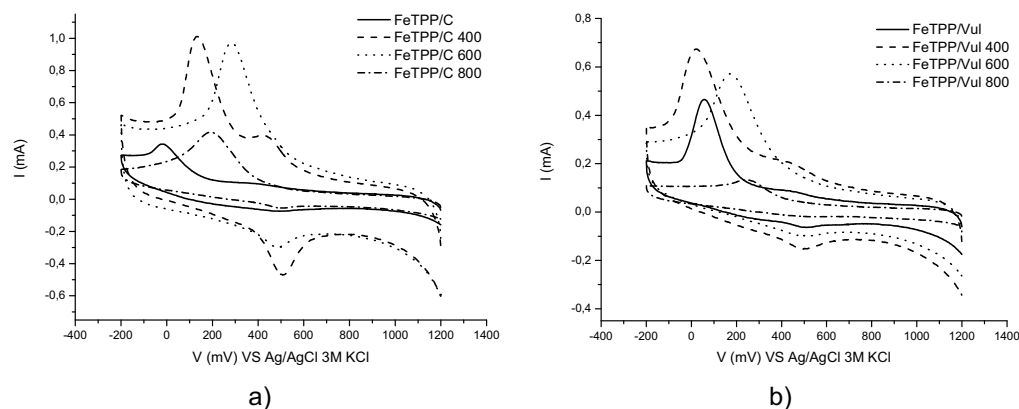 FeTPP/C
FeTPP/C 400
FeTPP/C 600
FeTPP/C 800
1,0
0,8
0,6
0,4
0,2
0,0
-0,2
-0,4
-0,6
I (mA)
-400 -200 0 200 400 600 800 1000 1200 1400
V (mV) VS Ag/AgCl 3M KCl
a)
FeTPP/Vul
FeTPP/Vul 400
FeTPP/Vul 600
FeTPP/Vul 800
0,8
0,6
0,4
0,2
0,0
-0,2
-0,4
I (mA)
-400 -200 0 200 400 600 800 1000 1200 1400
V (mV) VS Ag/AgCl 3M KCl
b)